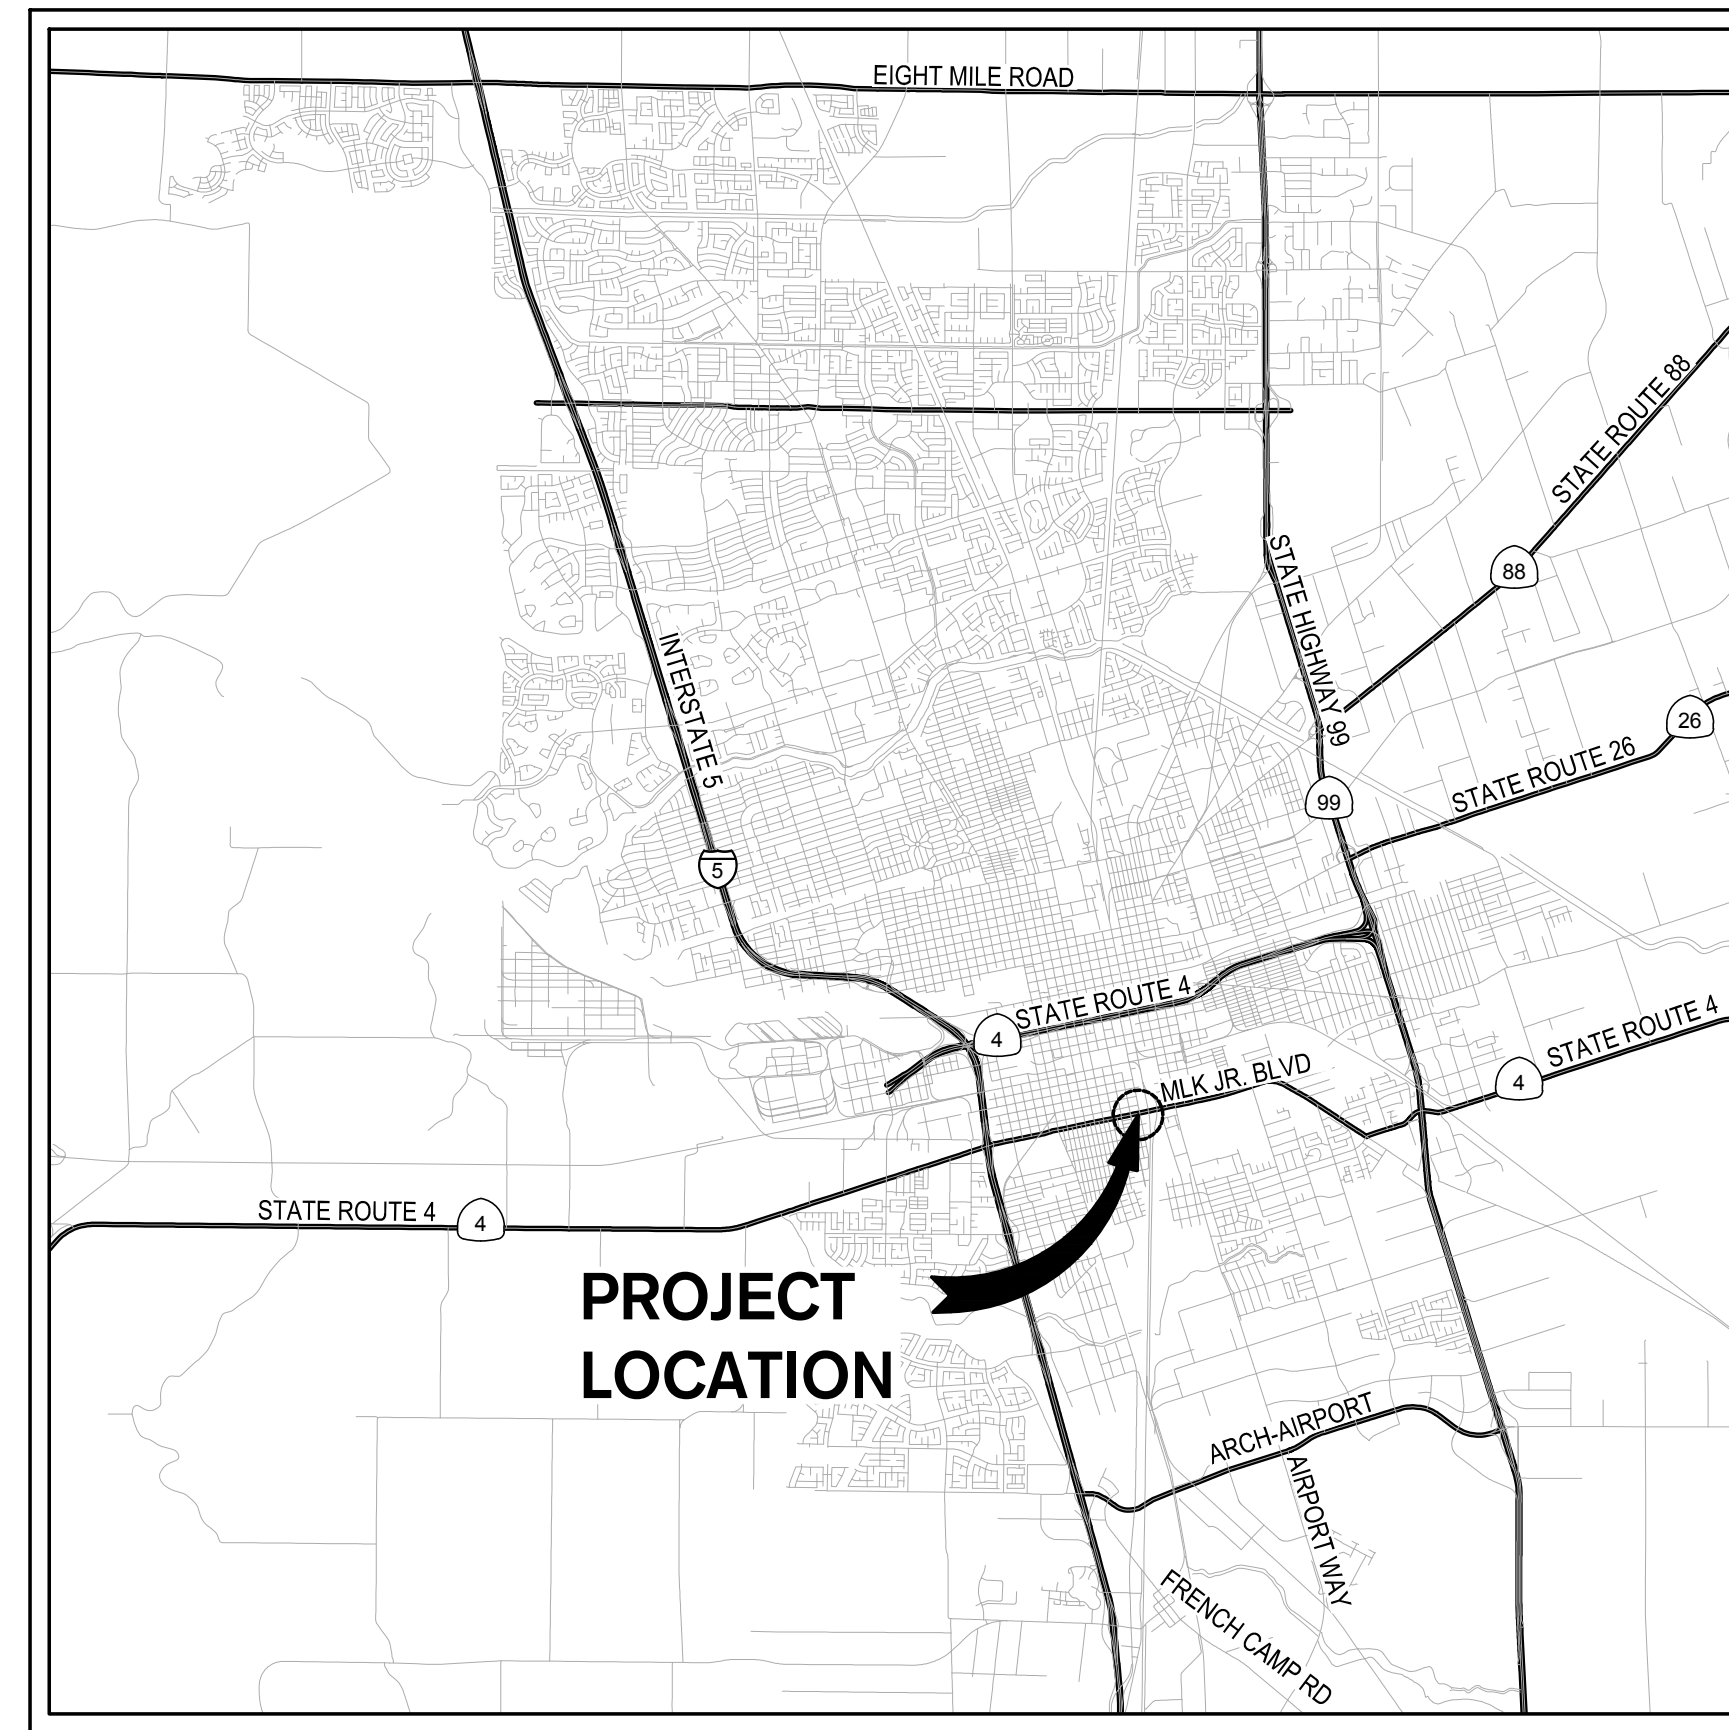 EIGHT MILE ROAD
STATE ROUTE 88
88
STATE HIGHWAY 99
INTERSTATE 5
26
STATE ROUTE 26
99
5
STATE ROUTE 4
4
STATE ROUTE 4
4
MLK JR. BLVD
STATE ROUTE 4
4
PROJECT
LOCATION
ARCH-AIRPORT
AIRPORT WAY
FRENCH CAMP RD